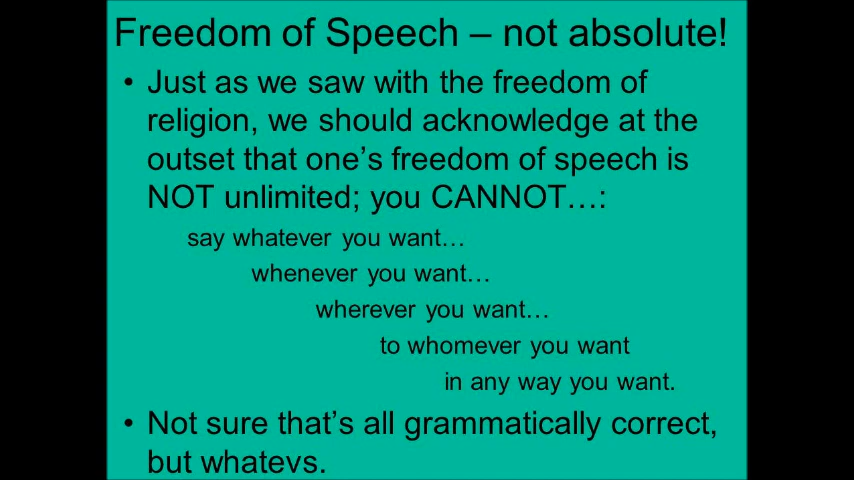 Freedom of Speech – not absolute!
• Just as we saw with the freedom of
religion, we should acknowledge at the
outset that one’s freedom of speech is
NOT unlimited; you CANNOT…:
say whatever you want…
whenever you want…
wherever you want…
to whomever you want
in any way you want.
• Not sure that’s all grammatically correct,
but whatevs.